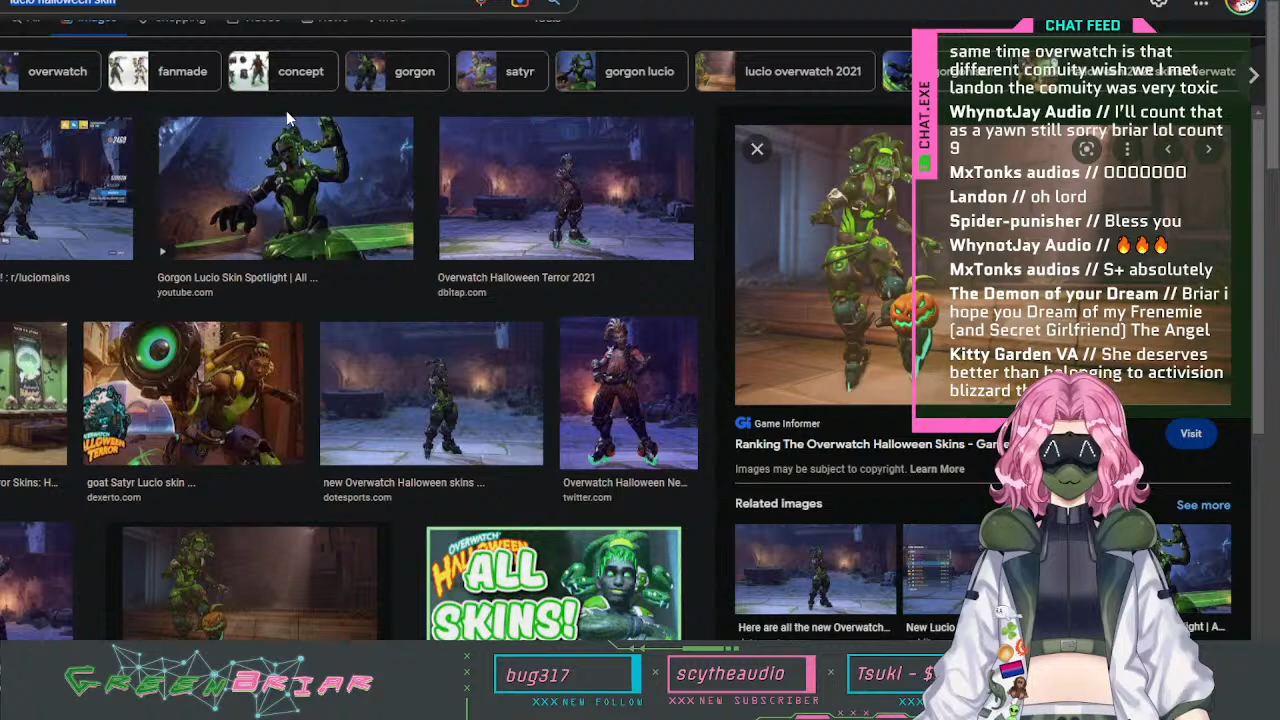 lucio halloween skin
CHAT FEED
overwatch
fanmade
concept
gorgon
satyr
gorgon lucio
lucio overwatch 2021
CHAT.EXE
same time overwatch is that
different comuity wish we met
landon the comuity was very toxic
WhynotJay Audio // I'll count that
as a yawn still sorry briar lol count
9
MxTonks audios // OOOOOOO
Landon // oh lord
Spider-punisher // Bless you
WhynotJay Audio // 🔥🔥🔥
MxTonks audios // S+ absolutely
The Demon of your Dream // Briar i
hope you Dream of my Frenemie
(and Secret Girlfriend) The Angel
Kitty Garden VA // She deserves
better than belonging to activision
blizzard
! : r/luciomains
Gorgon Lucio Skin Spotlight | All ...
youtube.com
Overwatch Halloween Terror 2021
dbltap.com
Game Informer
Ranking The Overwatch Halloween Skins -
Visit
Images may be subject to copyright. Learn More
OVERWATCH
HALLOWEEN
TERROR
ror Skins: H...
goat Satyr Lucio skin ...
dexerto.com
new Overwatch Halloween skins ...
dotesports.com
Overwatch Halloween Ne...
twitter.com
Related Images
See more
OVERWATCH
ALL
SKINS!
Here are all the new Overwatch...
New
GREENBRIAR
bug317
XXX NEW FOLLOW
scytheaudio
XXX NEW SUBSCRIBER
Tsuki - $
XXX